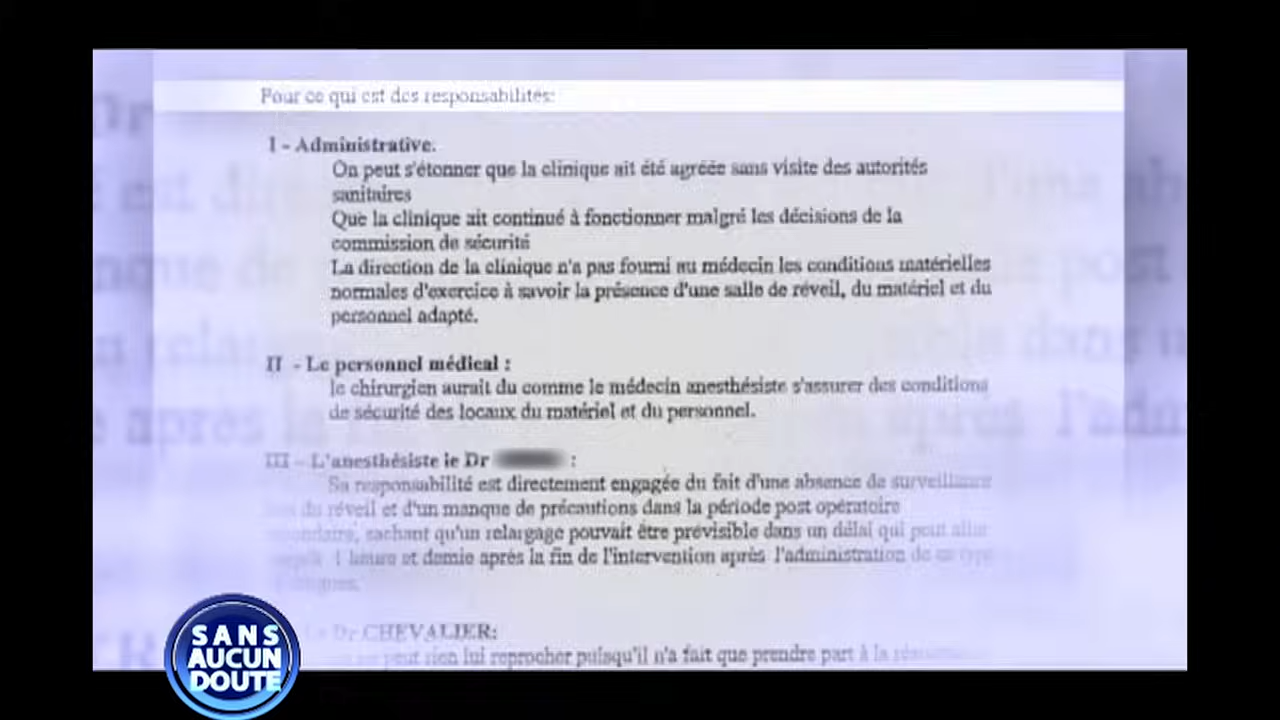 Pour ce qui est des responsabilités:
I - Administrative.
On peut s'étonner que la clinique ait été agréée sans visite des autorités
sanitaires
Que la clinique ait continué à fonctionner malgré les décisions de la
commission de sécurité
La direction de la clinique n'a pas fourni au médecin les conditions matérielles
normales d'exercice à savoir la présence d'une salle de réveil, du matériel et du
personnel adapté.
II - Le personnel médical :
le chirurgien aurait du comme le médecin anesthésiste s'assurer des conditions
de sécurité des locaux du matériel et du personnel.
III - L'anesthésiste le Dr :
Sa responsabilité est directement engagée du fait d'une absence de surveillance
du réveil et d'un manque de précautions dans la période post opératoire
sachant qu'un relargage pouvait être prévisible dans un délai qui peut aller
1 heure et demie après la fin de l'intervention après l'administration de ce type
Le Dr CHEVALIER:
peut rien lui reprocher puisqu'il n'a fait que prendre part à la
SANS
AUCUN
DOUTE